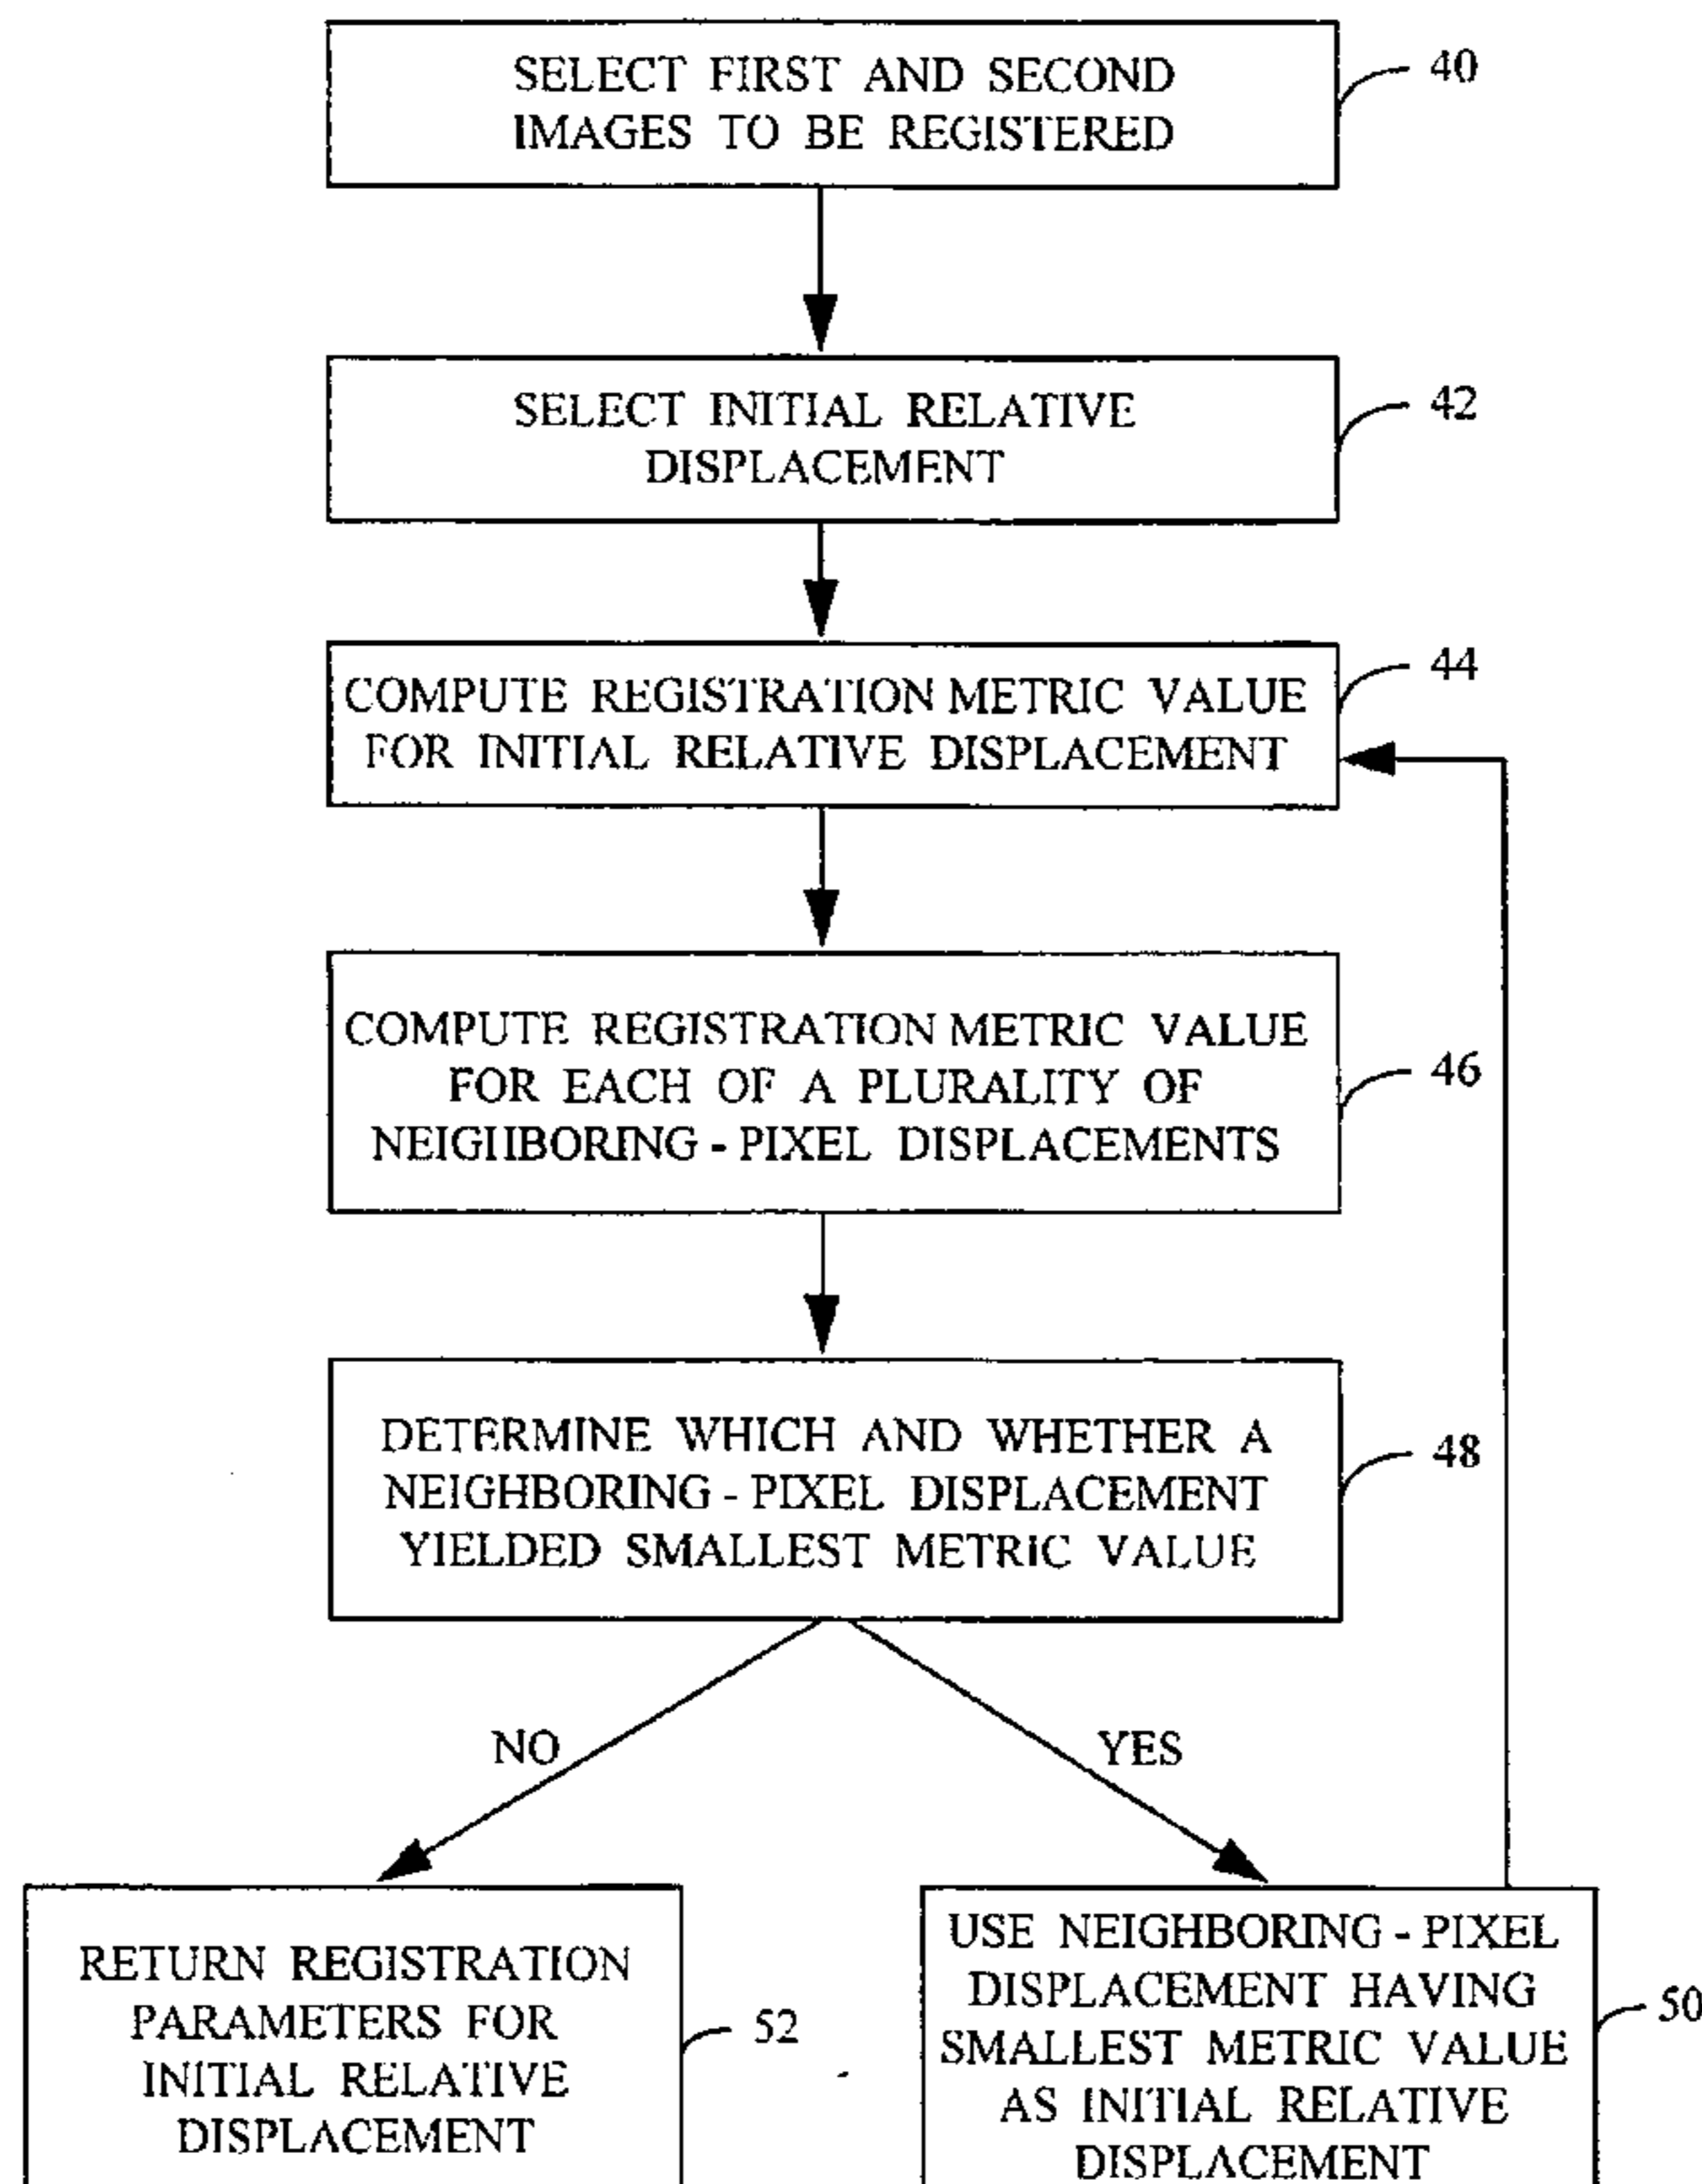 SELECT FIRST AND SECOND
IMAGES TO BE REGISTERED
40
SELECT INITIAL RELATIVE
DISPLACEMENT
42
COMPUTE REGISTRATION METRIC VALUE
FOR INITIAL RELATIVE DISPLACEMENT
44
COMPUTE REGISTRATION METRIC VALUE
FOR EACH OF A PLURALITY OF
NEIGHBORING - PIXEL DISPLACEMENTS
46
DETERMINE WHICH AND WHETHER A
NEIGHBORING - PIXEL DISPLACEMENT
YIELDED SMALLEST METRIC VALUE
48
NO
YES
RETURN REGISTRATION
PARAMETERS FOR
INITIAL RELATIVE
DISPLACEMENT
52
USE NEIGHBORING - PIXEL
DISPLACEMENT HAVING
SMALLEST METRIC VALUE
AS INITIAL RELATIVE
DISPLACEMENT
50